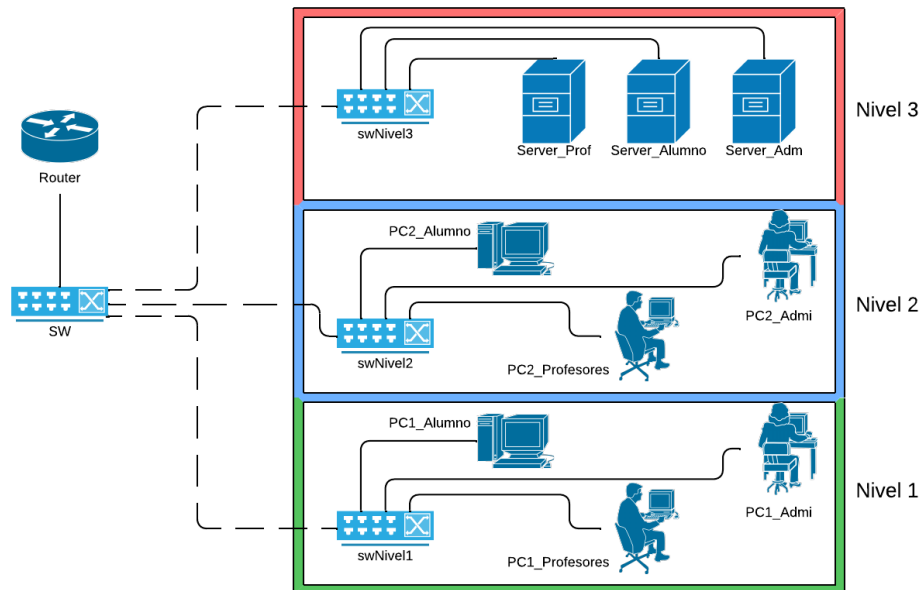 Nivel 3
swNivel3
Server_Prof
Server_Alumno
Server_Adm
Router
PC2_Alumno
Nivel 2
PC2_Admi
SW
swNivel2
PC2_Profesores
PC1_Alumno
Nivel 1
PC1_Admi
swNivel1
PC1_Profesores